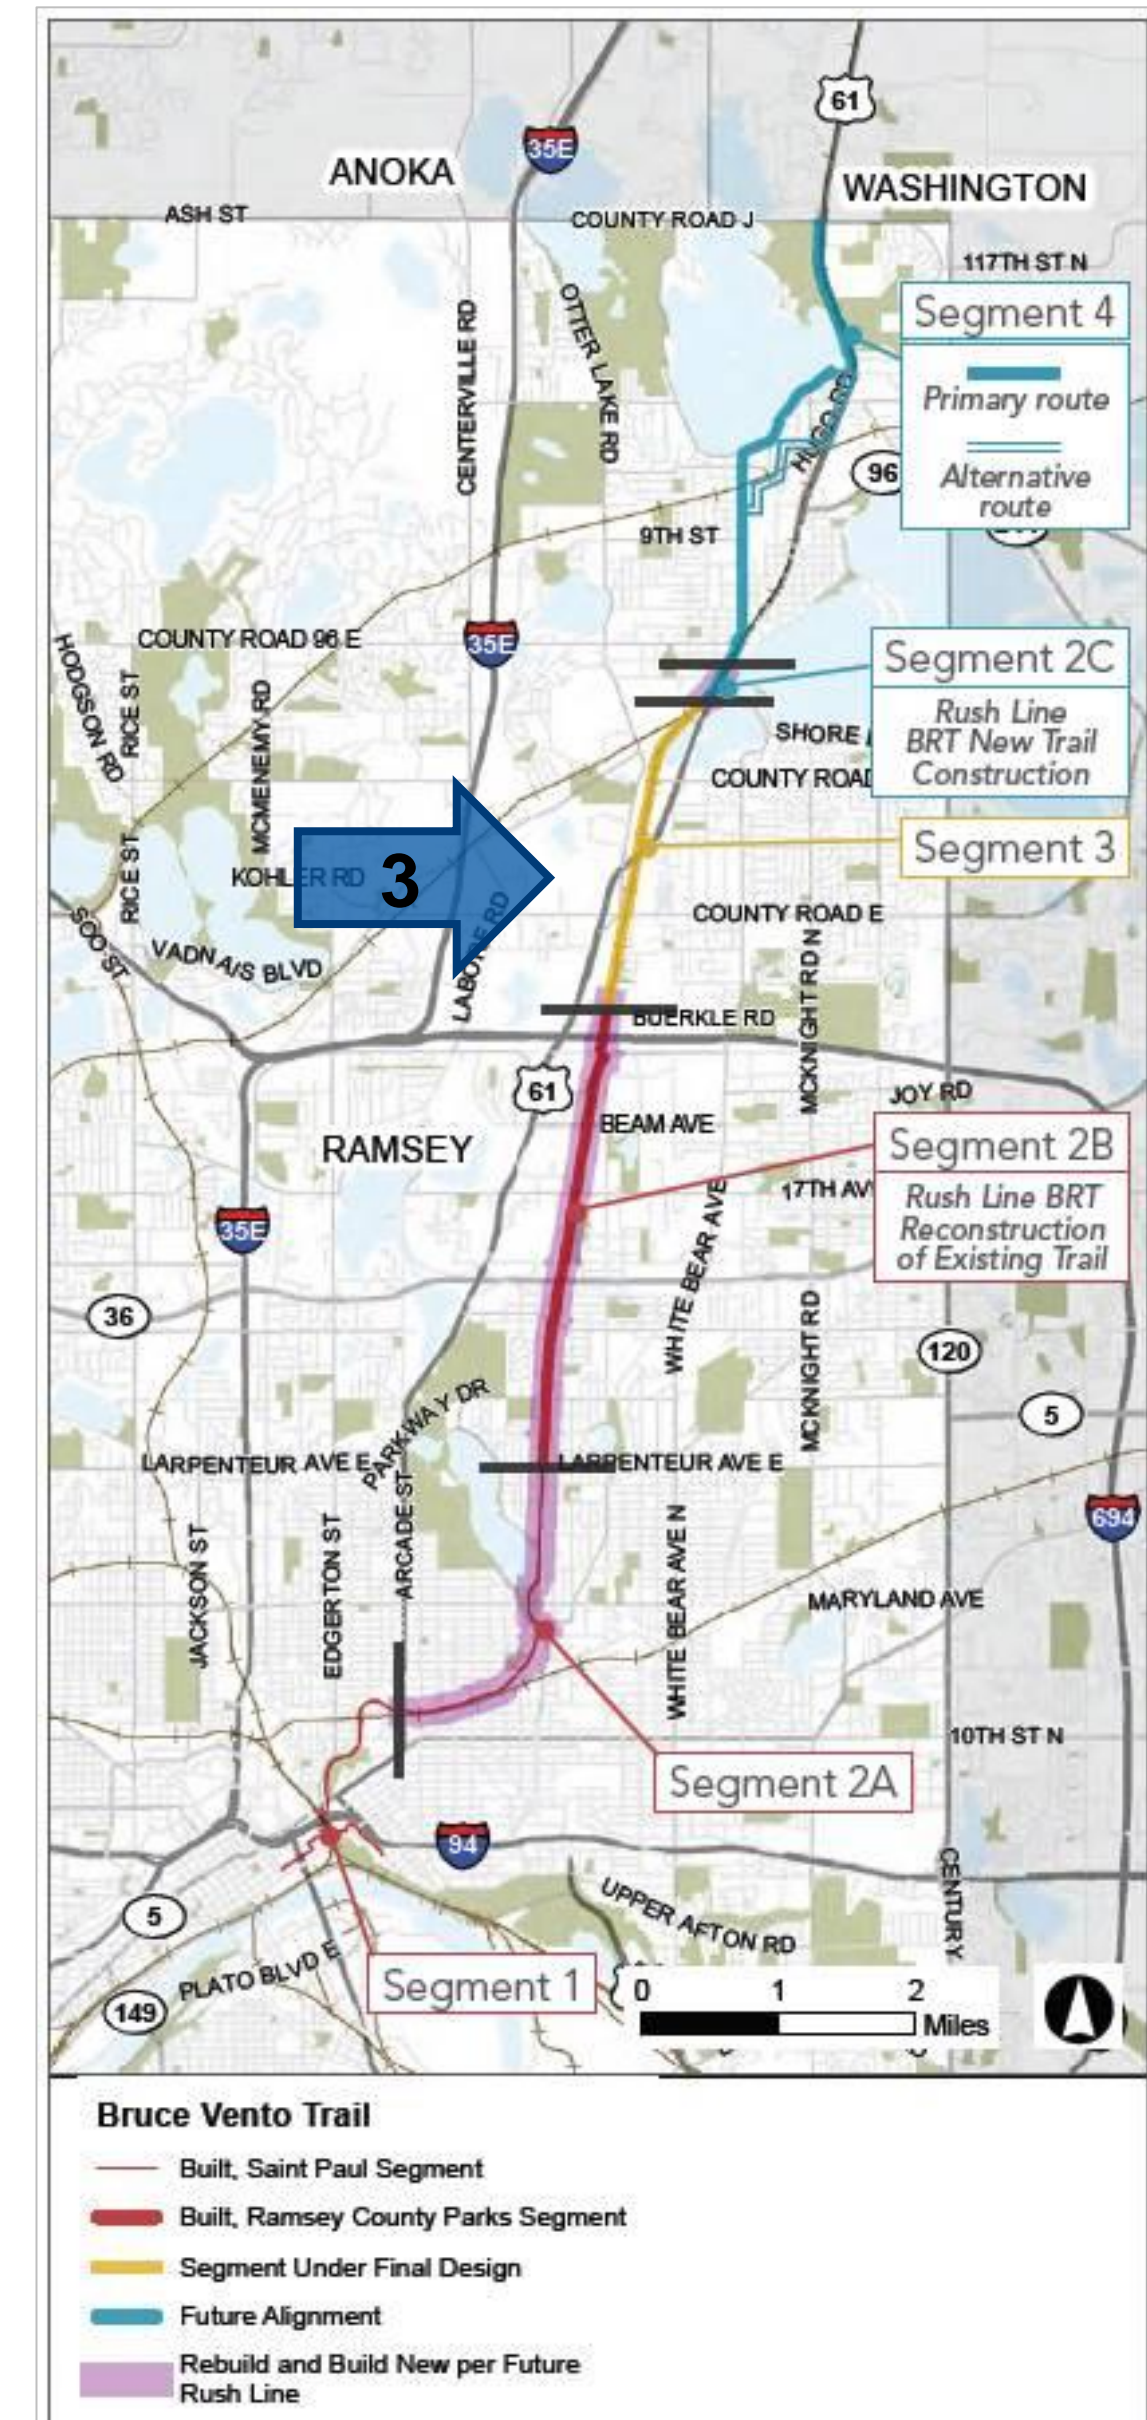 61
35E
ANOKA
WASHINGTON
ASH ST
COUNTY ROAD J
117TH ST N
Segment 4
Primary route
Alternative
route
CENTERVILLE RD
OTTER LAKE RD
HUGO RD
96
9TH ST
35E
COUNTY ROAD 96 E
HODGSON RD
RICE ST
MCMENEMY RD
Segment 2C
Rush Line
BRT New Trail
Construction
SHORE
COUNTY ROAD
Segment 3
3
KOHLER RD
RICE ST
SOO ST
VADNAIS BLVD
LABORE RD
COUNTY ROAD E
MCKNIGHT RD N
BUERKLE RD
61
JOY RD
BEAM AVE
RAMSEY
Segment 2B
Rush Line BRT
Reconstruction
of Existing Trail
17TH AV
WHITE BEAR AVE
35E
36
MCKNIGHT RD
120
5
PARKWAY DR
LARPENTEUR AVE E
LARPENTEUR AVE E
ARCADE ST
EDGERTON ST
JACKSON ST
WHITE BEAR AVE N
694
MARYLAND AVE
10TH ST N
Segment 2A
94
CENTURY
UPPER AFTON RD
5
PLATO BLVD E
149
Segment 1
0 1 2
Miles
Bruce Vento Trail
Built, Saint Paul Segment
Built, Ramsey County Parks Segment
Segment Under Final Design
Future Alignment
Rebuild and Build New per Future
Rush Line